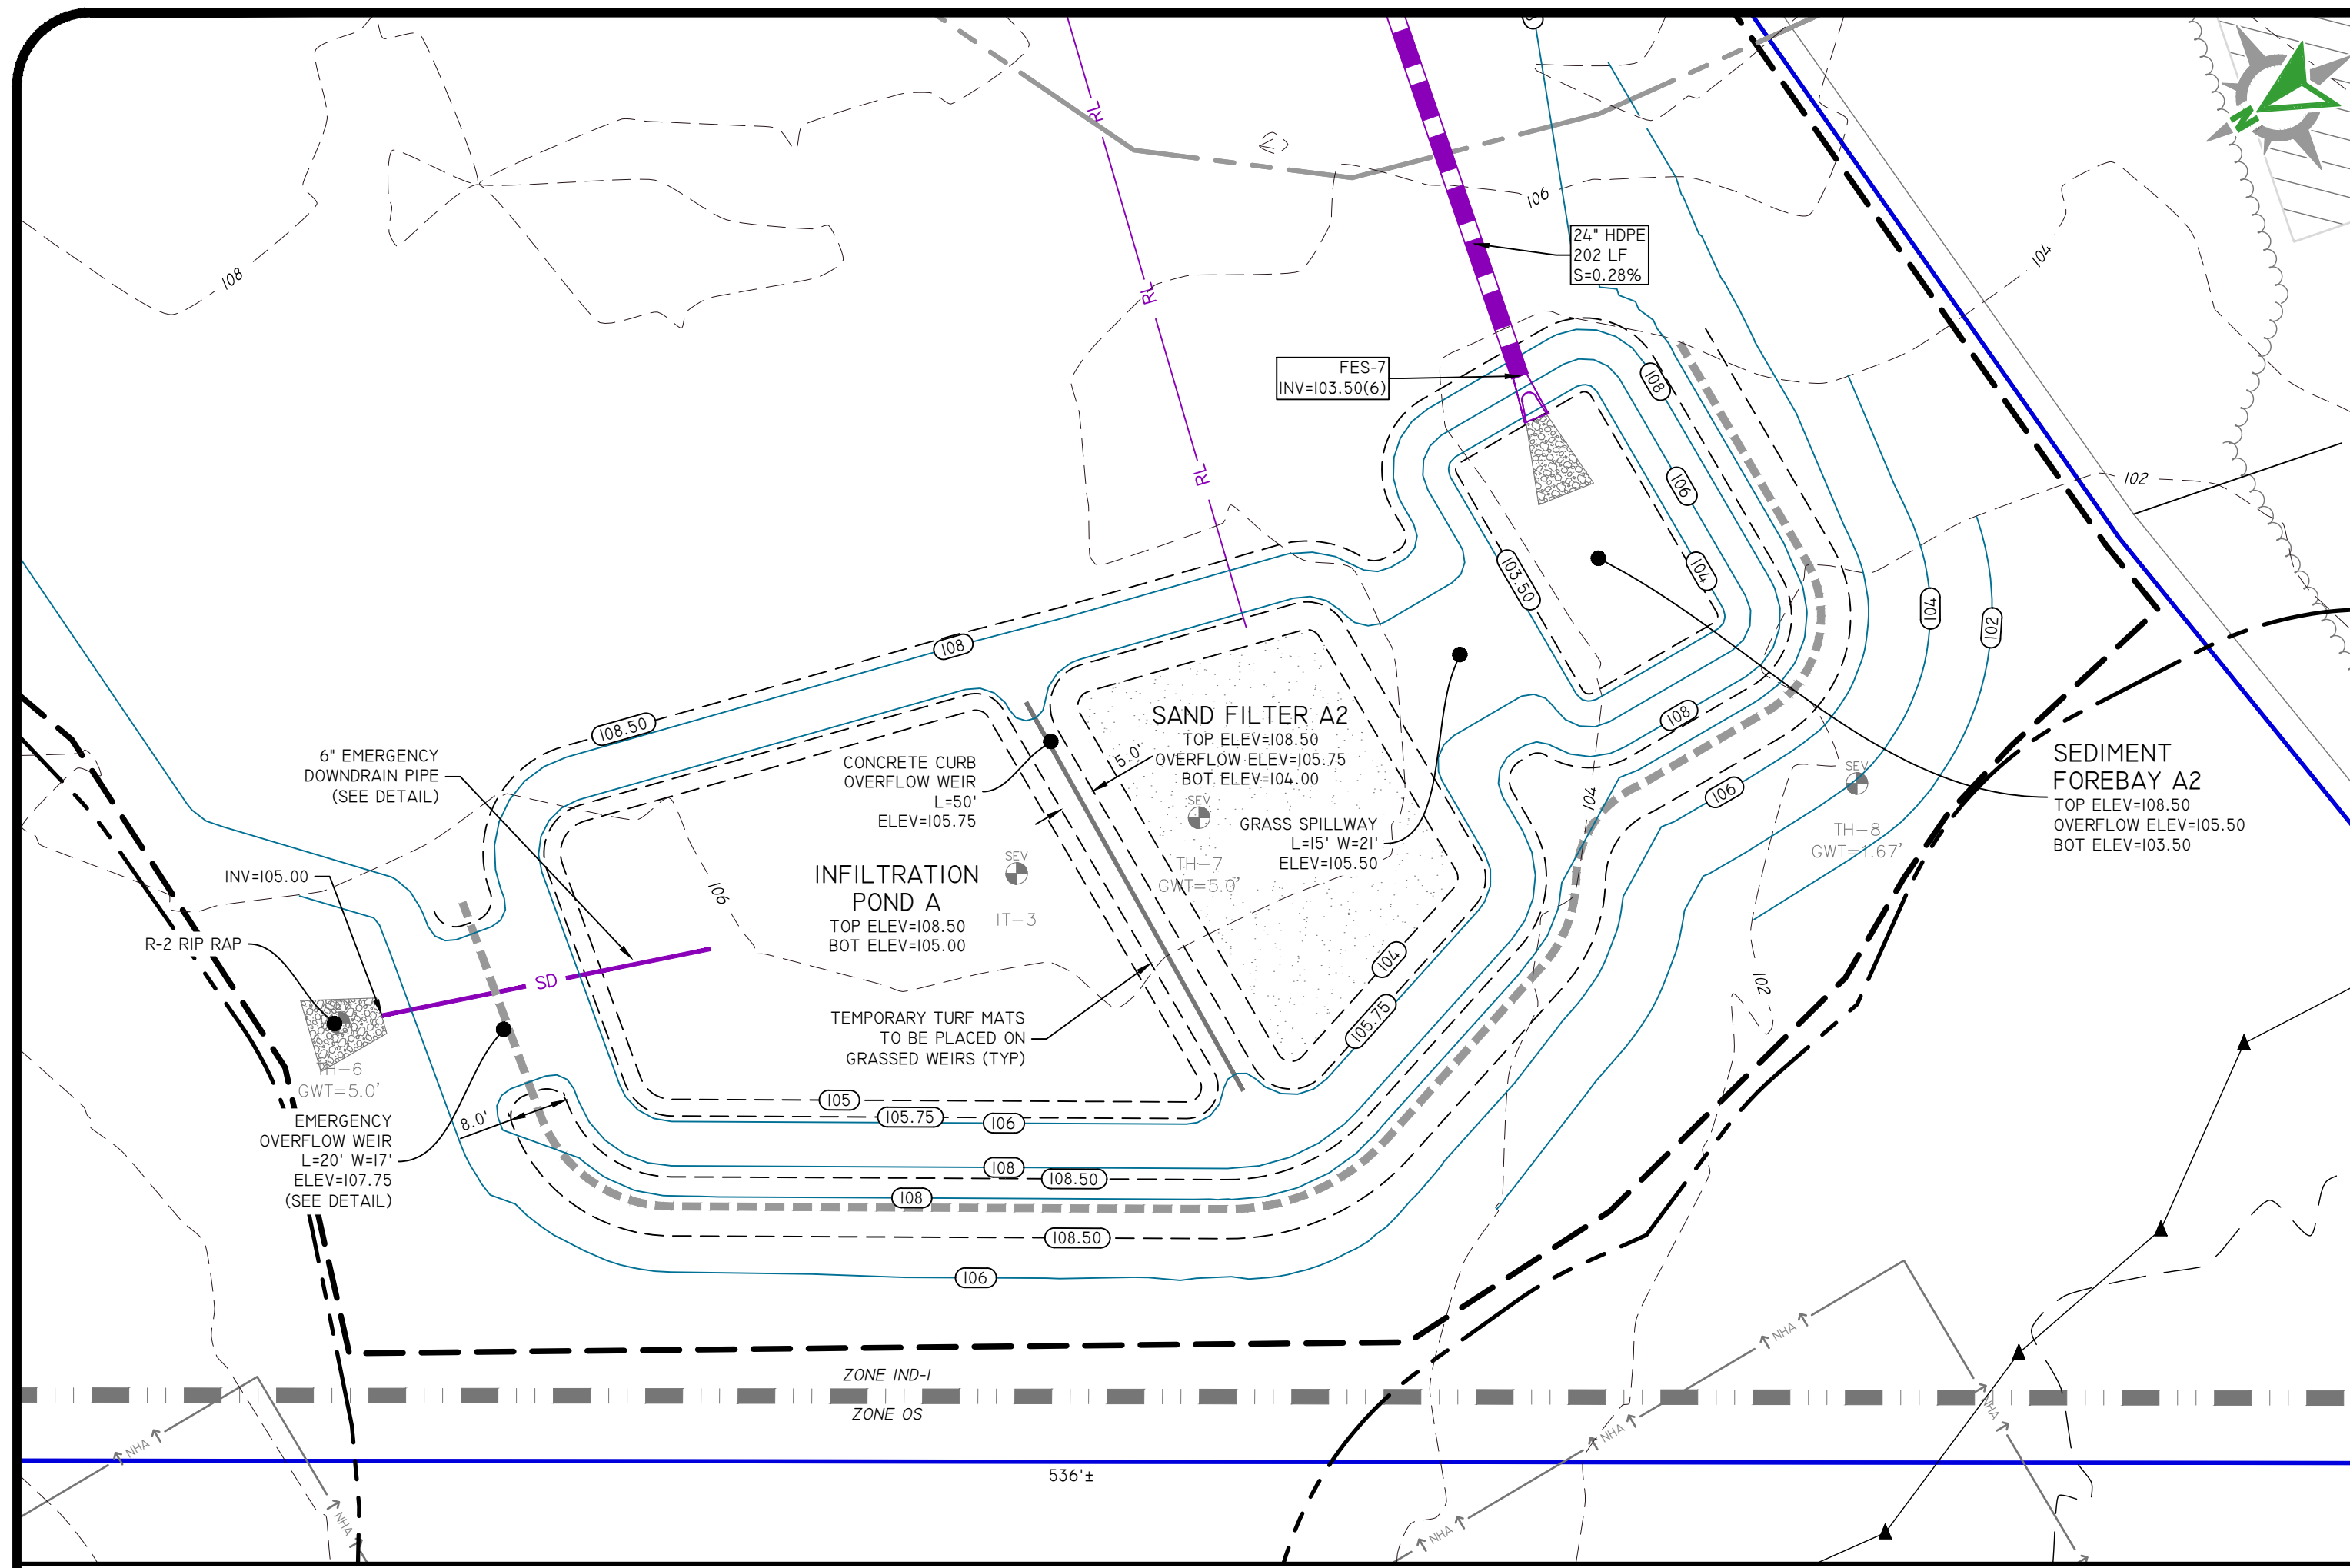 RL
106
N
108
24" HDPE
202 LF
S=0.28%
104
RL
FES-7
INV=103.50(6)
108
RL
102
106
103.50
104
104
102
108
108.50
108
SAND FILTER A2
TOP ELEV=108.50
OVERFLOW ELEV=105.75
BOT ELEV=104.00
5.0'
SEV
TH-7
GWT=5.0'
6" EMERGENCY
DOWNDRAIN PIPE
(SEE DETAIL)
CONCRETE CURB
OVERFLOW WEIR
L=50'
ELEV=105.75
SEDIMENT
FOREBAY A2
TOP ELEV=108.50
OVERFLOW ELEV=105.50
BOT ELEV=103.50
SEV
TH-8
GWT=1.67'
106
104
GRASS SPILLWAY
L=15' W=21'
ELEV=105.50
INV=105.00
INFILTRATION
POND A
TOP ELEV=108.50
BOT ELEV=105.00
SEV
IT-3
106
R-2 RIP RAP
SD
104
102
105.75
TEMPORARY TURF MATS
TO BE PLACED ON
GRASSED WEIRS (TYP)
TH-6
GWT=5.0'
EMERGENCY
OVERFLOW WEIR
L=20' W=17'
ELEV=107.75
(SEE DETAIL)
8.0'
105
105.75
106
108
108.50
108
108.50
106
ZONE IND-1
ZONE OS
NHA
NHA
NHA
NHA
NHA
NHA
536'±